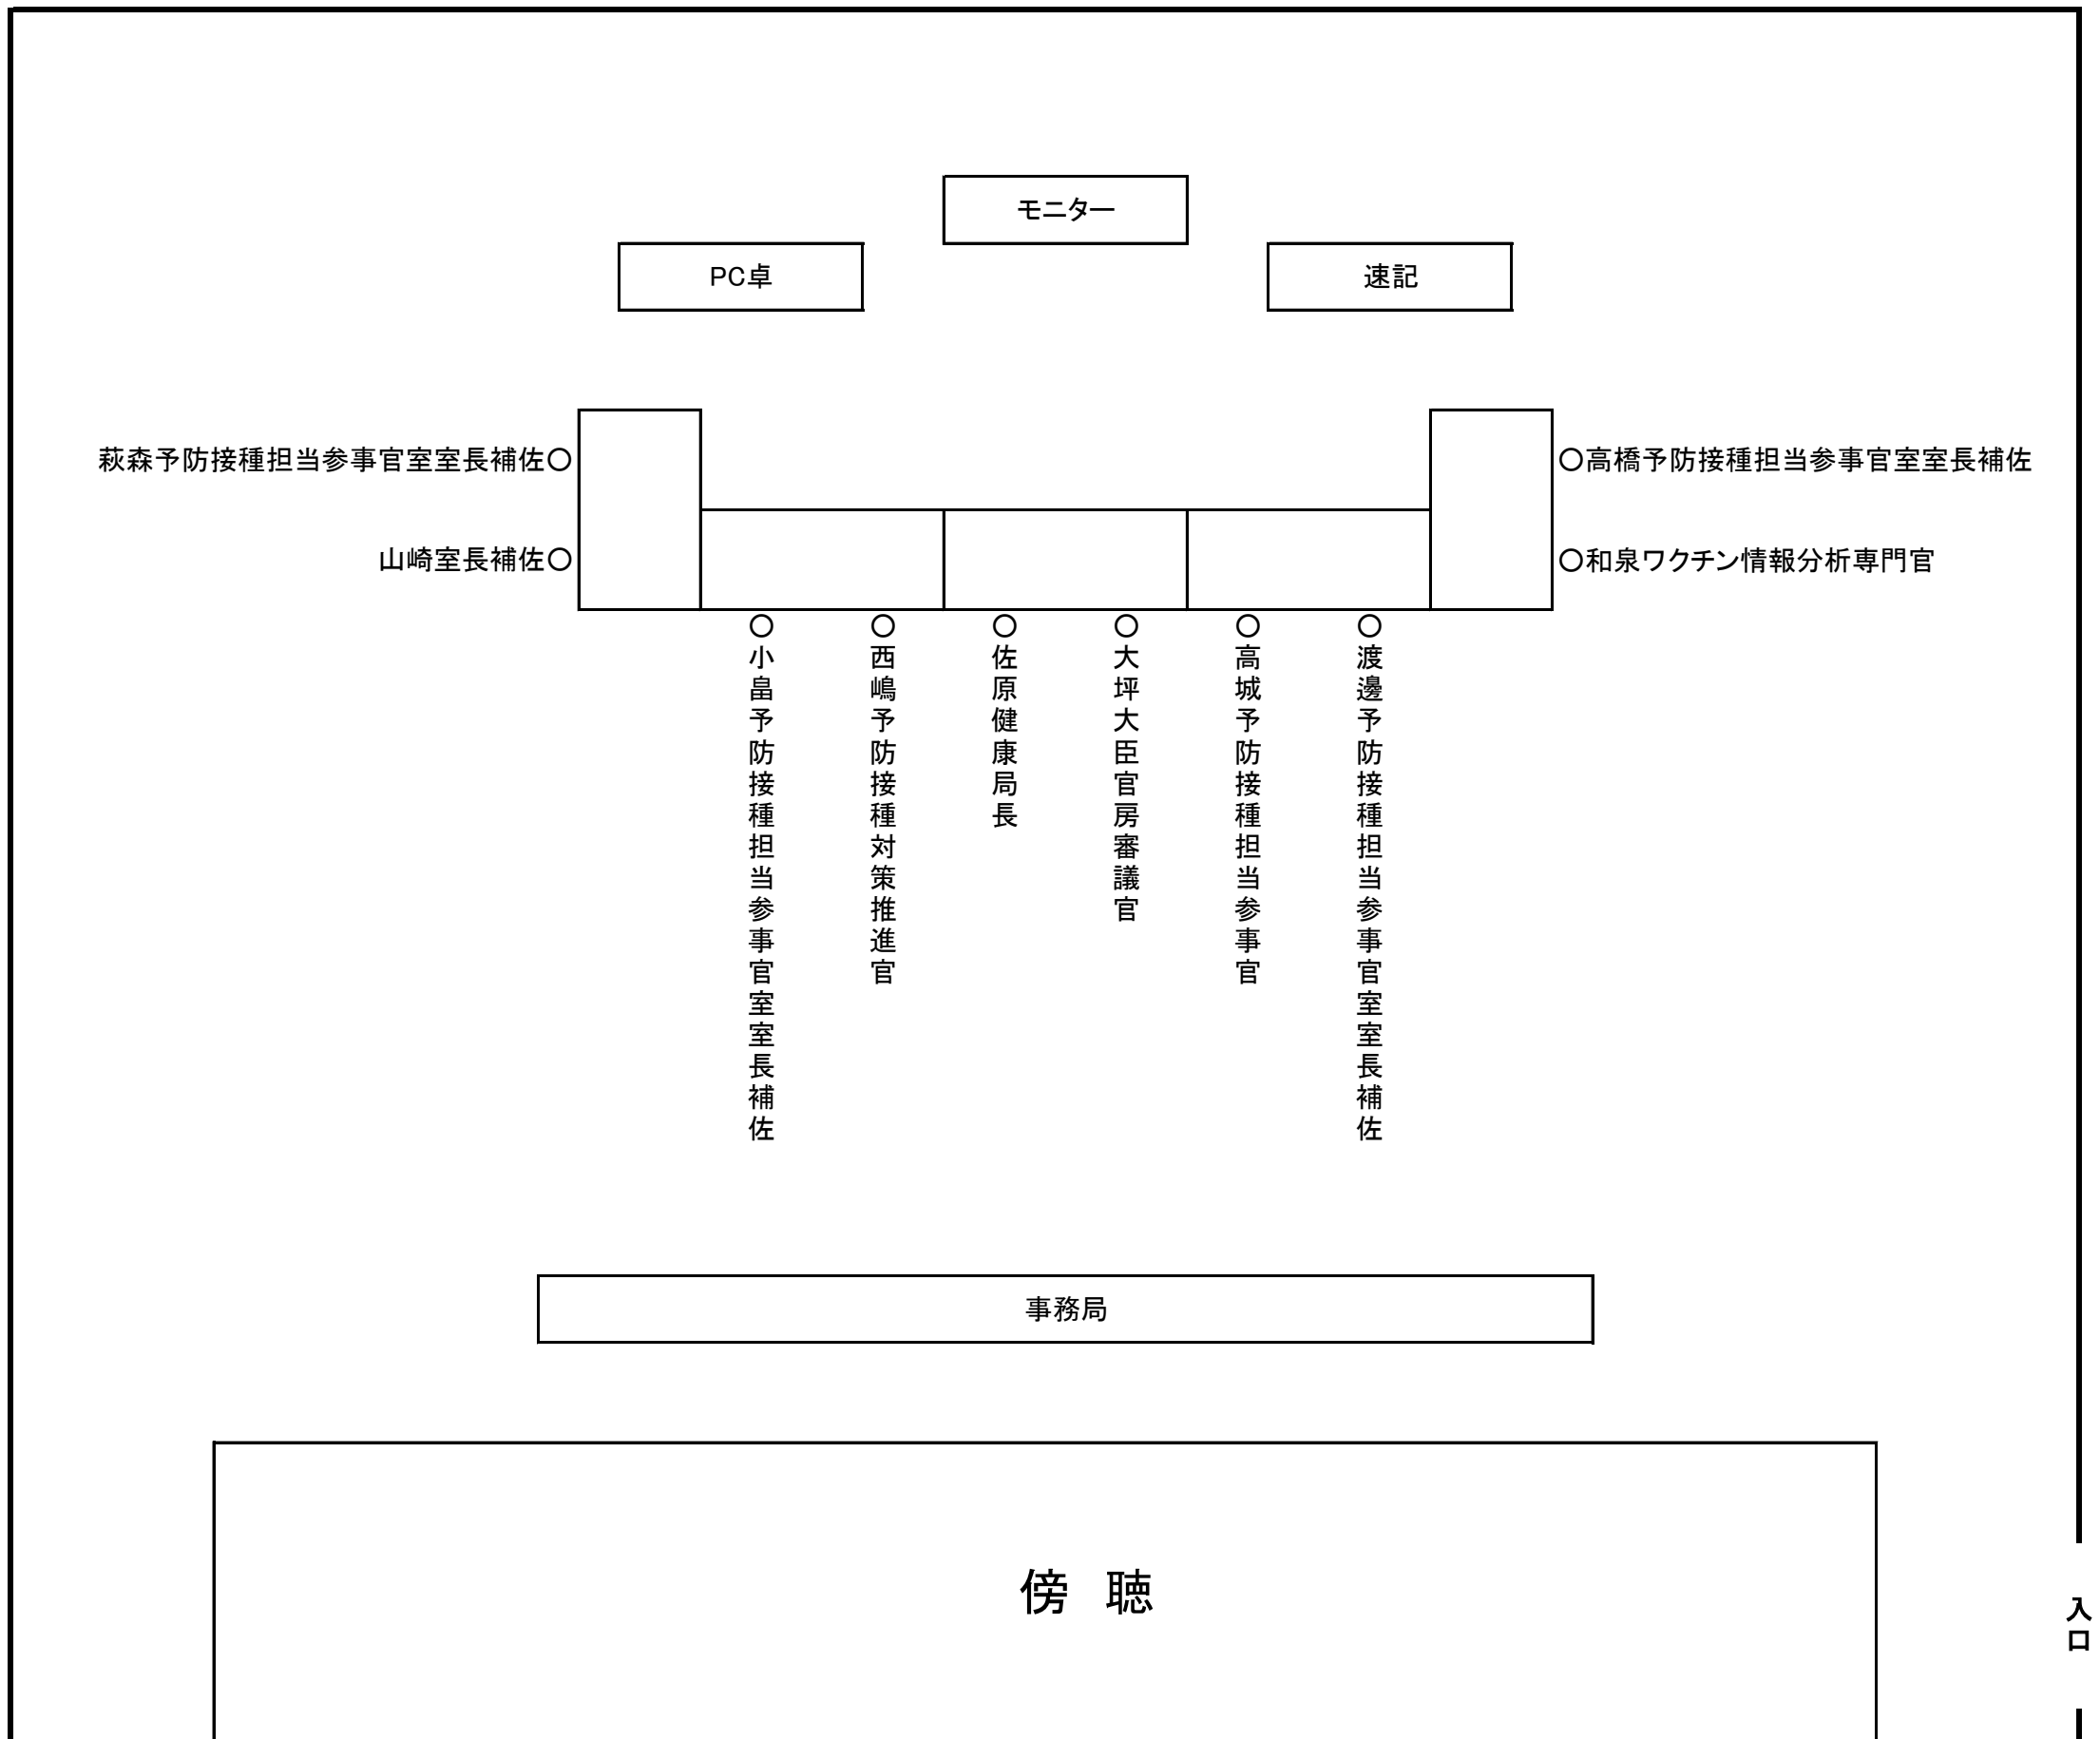 モニター
PC卓
速記
萩森予防接種担当参事官室室長補佐○
○高橋予防接種担当参事官室室長補佐
山崎室長補佐○
○和泉ワクチン情報分析専門官
○小畠予防接種担当参事官室室長補佐
○西嶋予防接種対策推進官
○佐原健康局長
○大坪大臣官房審議官
○高城予防接種担当参事官
○渡邊予防接種担当参事官室室長補佐
事務局
傍　聴
入口